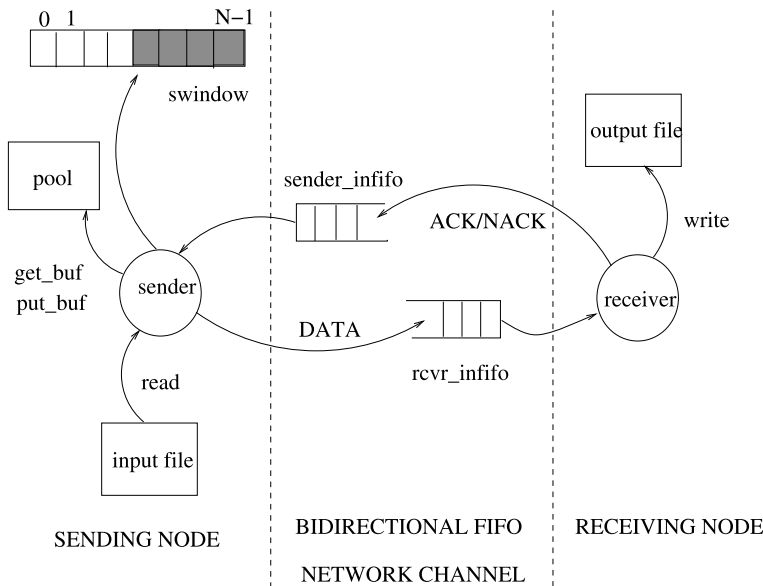 0 1 N−1
swindow
output file
pool
sender_infifo
ACK/NACK
write
get_buf
put_buf
sender
receiver
DATA
rcvr_infifo
read
input file
SENDING NODE
BIDIRECTIONAL FIFO
NETWORK CHANNEL
RECEIVING NODE